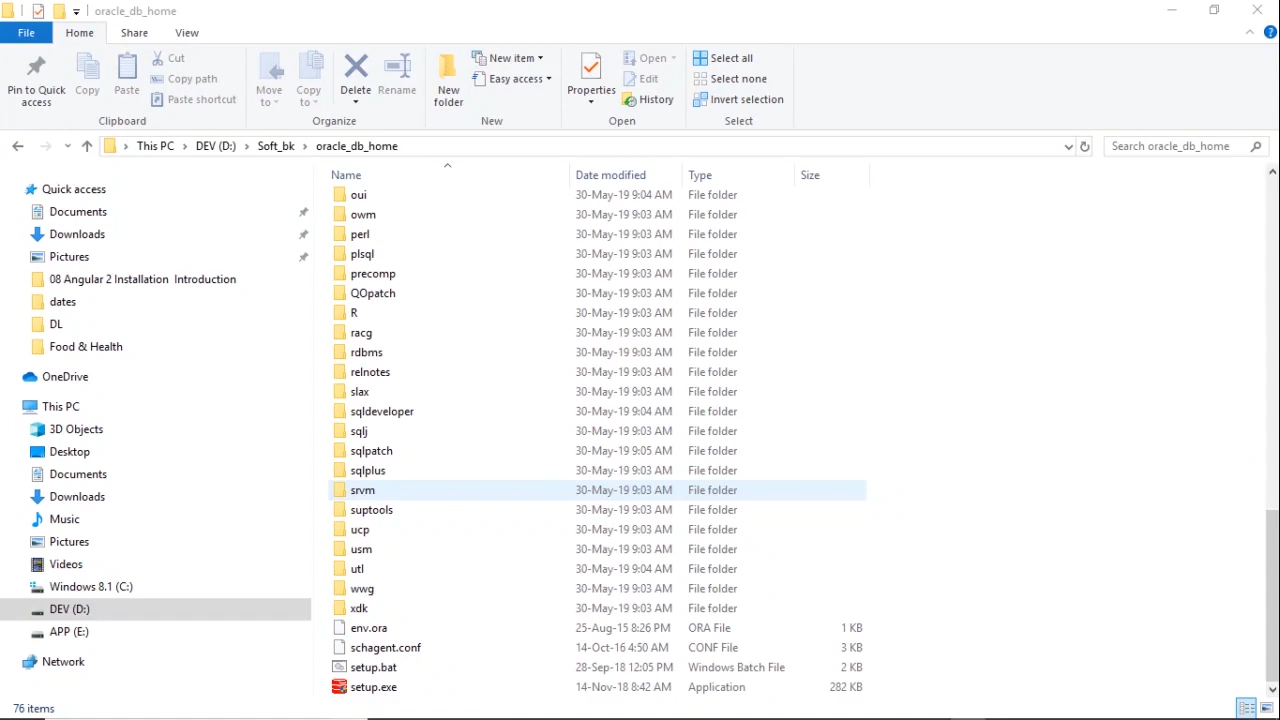 oracle_db_home
File Home Share View
Pin to Quick access
Copy
Paste
Cut
Copy path
Paste shortcut
Clipboard
Move to
Copy to
Delete
Rename
Organize
New folder
New item
Easy access
New
Properties
Open
Edit
History
Open
Select all
Select none
Invert selection
Select
This PC > DEV (D:) > Soft_bk > oracle_db_home
Search oracle_db_home
Quick access
Documents
Downloads
Pictures
08 Angular 2 Installation Introduction
dates
DL
Food & Health
OneDrive
This PC
3D Objects
Desktop
Documents
Downloads
Music
Pictures
Videos
Windows 8.1 (C:)
DEV (D:)
APP (E:)
Network
Name Date modified Type Size
oui 30-May-19 9:04 AM File folder
owm 30-May-19 9:03 AM File folder
perl 30-May-19 9:03 AM File folder
plsql 30-May-19 9:03 AM File folder
precomp 30-May-19 9:03 AM File folder
QOpatch 30-May-19 9:03 AM File folder
R 30-May-19 9:03 AM File folder
racg 30-May-19 9:03 AM File folder
rdbms 30-May-19 9:03 AM File folder
relnotes 30-May-19 9:03 AM File folder
slax 30-May-19 9:03 AM File folder
sqldeveloper 30-May-19 9:04 AM File folder
sqlj 30-May-19 9:03 AM File folder
sqlpatch 30-May-19 9:05 AM File folder
sqlplus 30-May-19 9:03 AM File folder
srvm 30-May-19 9:03 AM File folder
suptools 30-May-19 9:03 AM File folder
ucp 30-May-19 9:03 AM File folder
usm 30-May-19 9:03 AM File folder
utl 30-May-19 9:04 AM File folder
wwg 30-May-19 9:03 AM File folder
xdk 30-May-19 9:03 AM File folder
env.ora 25-Aug-15 8:26 PM ORA File 1 KB
schagent.conf 14-Oct-16 4:50 AM CONF File 3 KB
setup.bat 28-Sep-18 12:05 PM Windows Batch File 2 KB
setup.exe 14-Nov-18 8:42 AM Application 282 KB
76 items